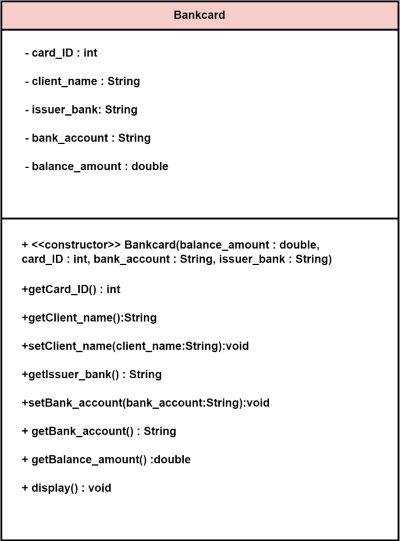 Bankcard
- card_ID : int
- client_name : String
- issuer_bank: String
- bank_account : String
- balance_amount : double
+ <<constructor>> Bankcard(balance_amount : double,
card_ID : int, bank_account : String, issuer_bank : String)
+getCard_ID() : int
+getClient_name():String
+setClient_name(client_name:String):void
+getIssuer_bank() : String
+setBank_account(bank_account:String):void
+ getBank_account() : String
+ getBalance_amount() :double
+ display() : void